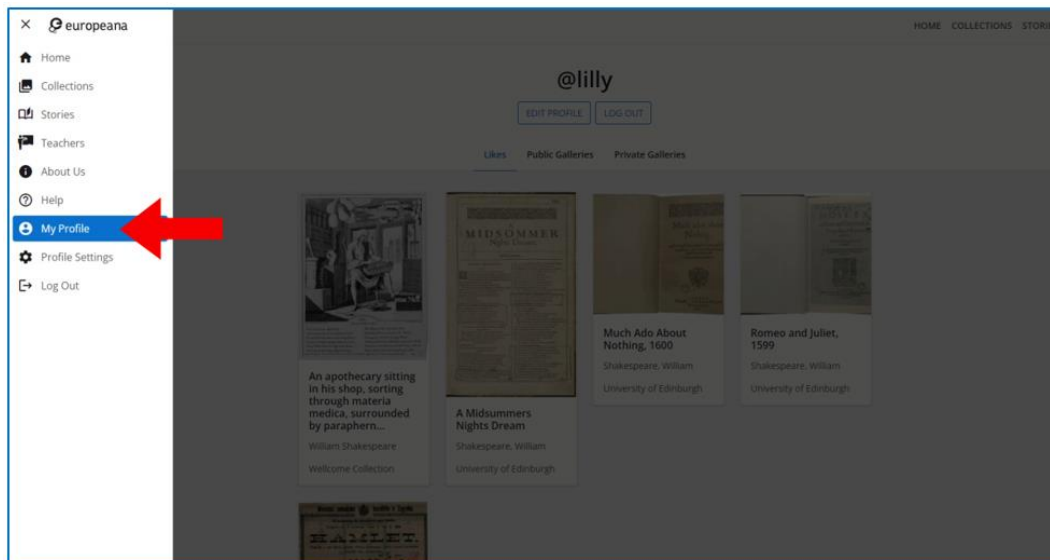 europeana
Home
Collections
Stories
Teachers
About Us
Help
My Profile
Profile Settings
Log Out
HOME COLLECTIONS
@lilly
EDIT PROFILE LOG OUT
Likes Public Galleries Private Galleries
An apothecary sitting
in his shop, sorting
through materia
medica, surrounded
by paraphern...
William Shakespeare
Wellcome Collection
MIDSOMMER
Nights Dreame
A Midsummers
Nights Dream
Shakespeare, William
University of Edinburgh
Much Ado About
Nothing, 1600
Shakespeare, William
University of Edinburgh
Romeo and Juliet,
1599
Shakespeare, William
University of Edinburgh
HAMLET.